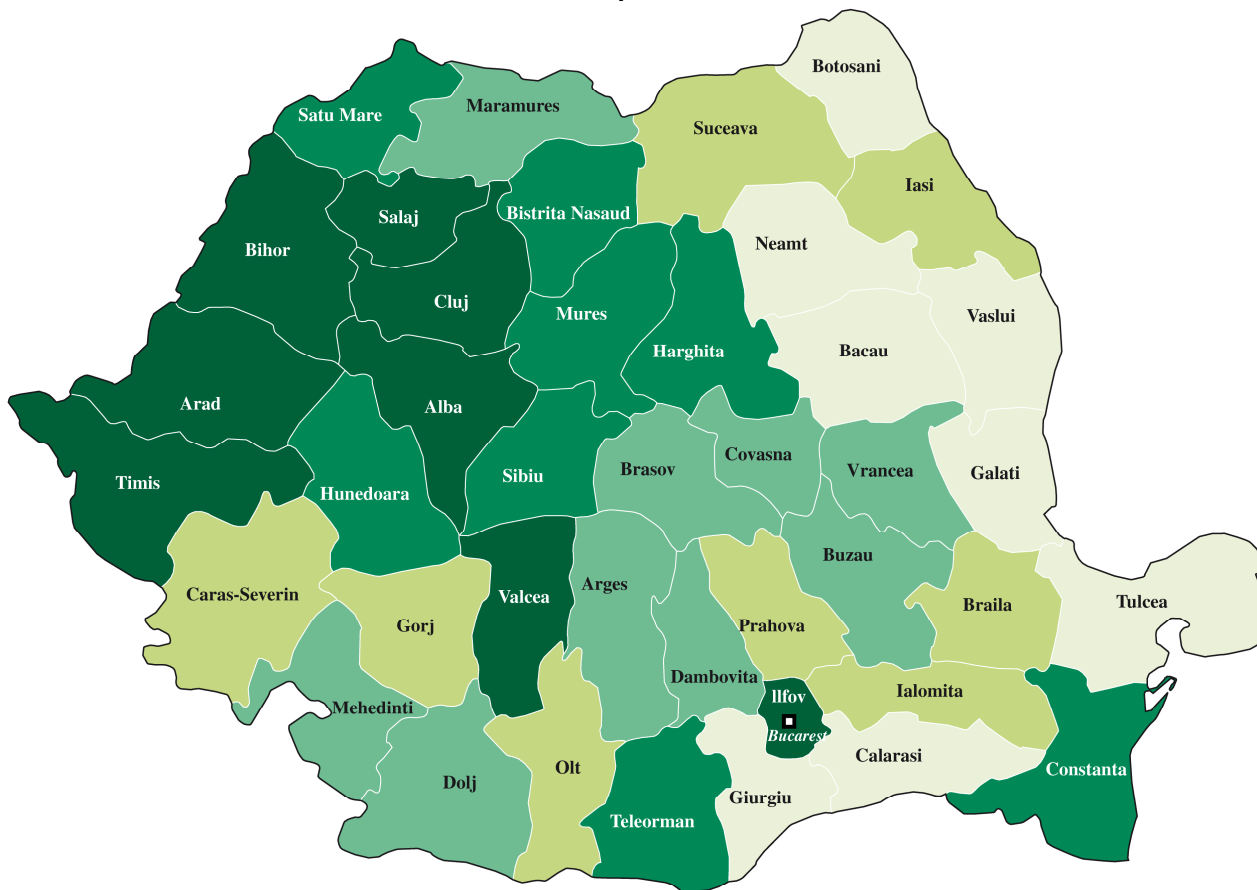 Botosani
Satu Mare
Maramures
Suceava
Iasi
Salaj
Bistrita Nasaud
Bihor
Neamt
Cluj
Mures
Vaslui
Harghita
Bacau
Arad
Alba
Timis
Hunedoara
Sibiu
Brasov
Covasna
Vrancea
Galati
Buzau
Caras-Severin
Valcea
Arges
Braila
Tulcea
Gorj
Prahova
Dambovita
Ilfov
Ialomita
Mehedinti
Bucarest
Calarasi
Constanta
Dolj
Olt
Giurgiu
Teleorman